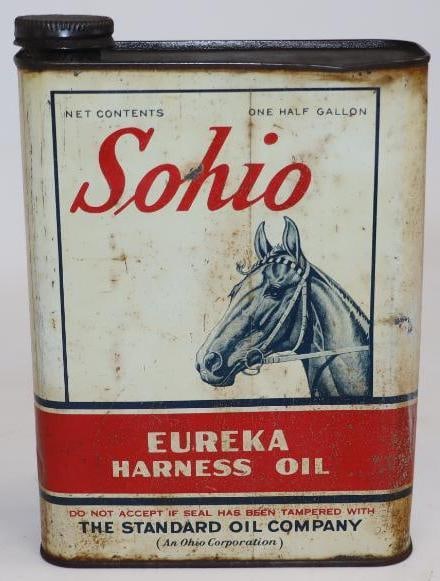 NET CONTENTS ONE HALF GALLON
Sohio
EUREKA
HARNESS OIL
DO NOT ACCEPT IF SEAL HAS BEEN TAMPERED WITH
THE STANDARD OIL COMPANY
(An Ohio Corporation)